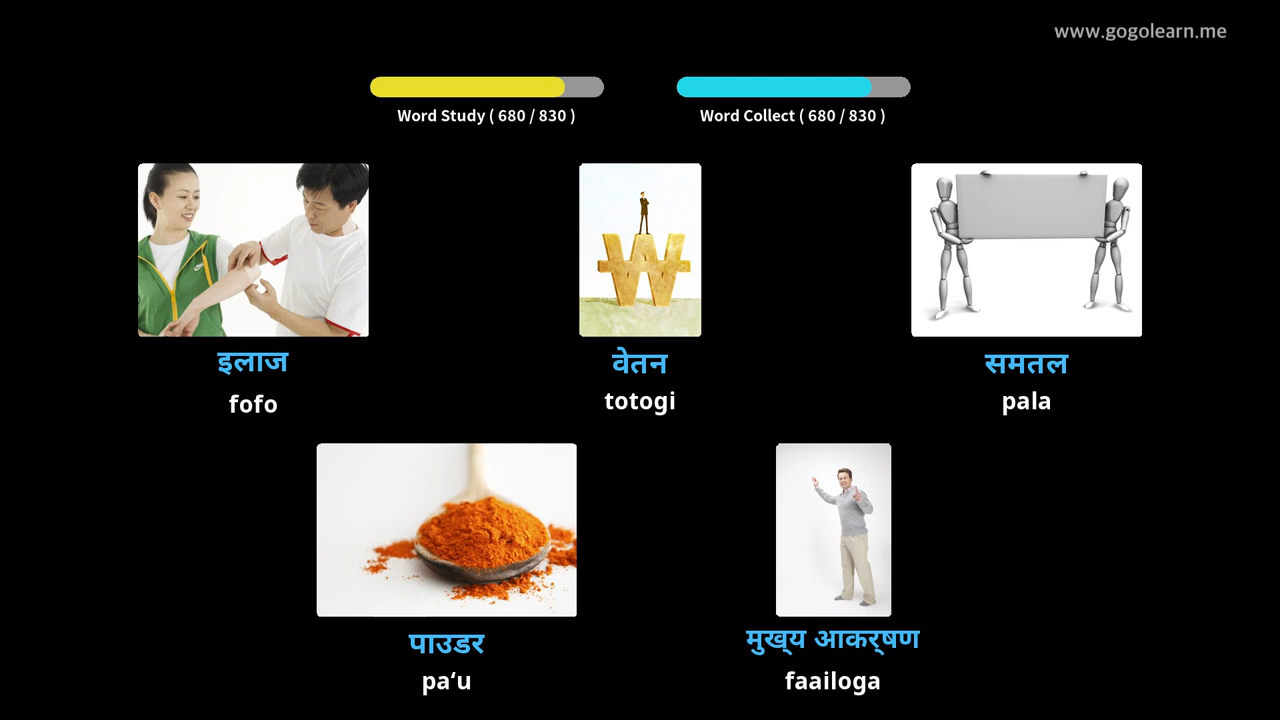 www.gogolearn.me
Word Study ( 680 / 830 )
Word Collect ( 680 / 830 )
इलाज
fofo
वेतन
totogi
समतल
pala
पाउडर
pa‘u
मुख्य आकर्षण
faailoga